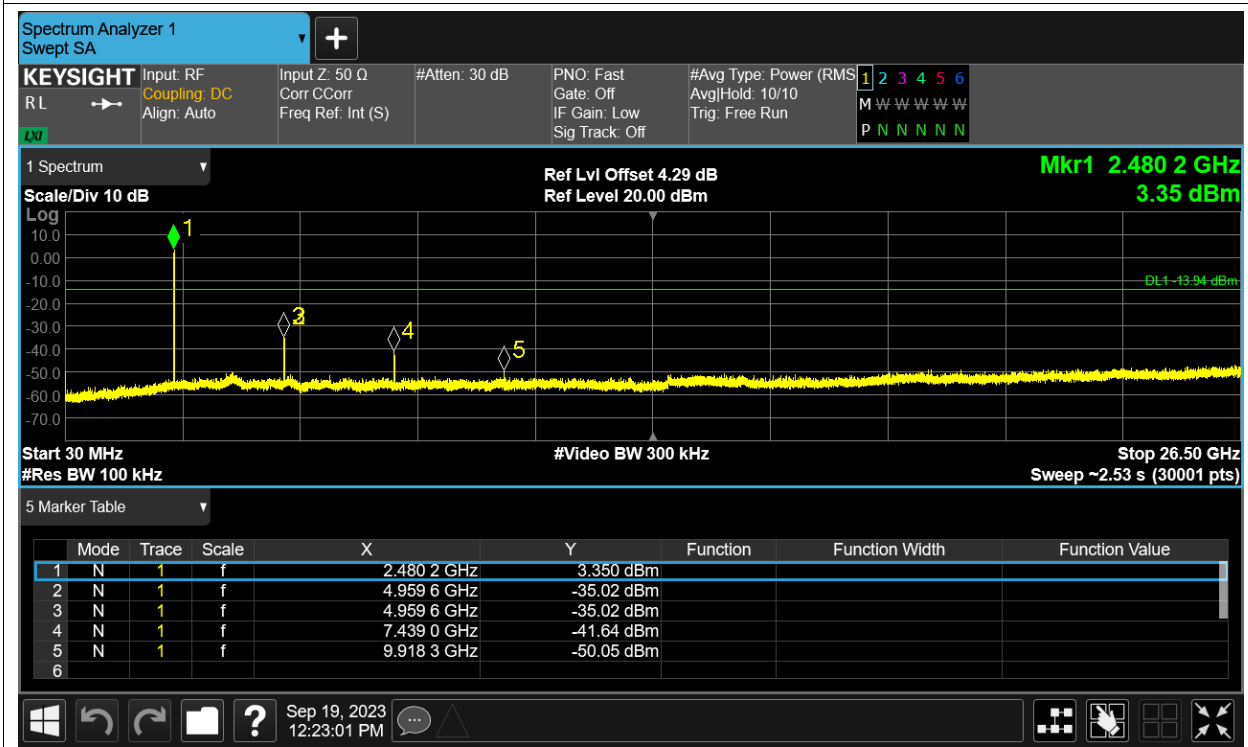 Spectrum Analyzer 1
Swept SA
+
KEYSIGHT Input: RF Input Z: 50 Ω #Atten: 30 dB PNO: Fast #Avg Type: Power (RMS 1 2 3 4 5 6
RL Coupling: DC Corr CCorr Gate: Off Avg|Hold: 10/10 M W W W W W
Align: Auto Freq Ref: Int (S) IF Gain: Low Trig: Free Run
LXI Sig Track: Off P N N N N N
1 Spectrum Ref Lvl Offset 4.29 dB Mkr1 2.480 2 GHz
Scale/Div 10 dB Ref Level 20.00 dBm 3.35 dBm
Log
1
10.0
0.00
-10.0 DL1 -13.94 dBm
-20.0
2 3
-30.0
4
-40.0
5
-50.0
-60.0
-70.0
Start 30 MHz #Video BW 300 kHz Stop 26.50 GHz
#Res BW 100 kHz Sweep ~2.53 s (30001 pts)
5 Marker Table
Mode Trace Scale X Y Function Function Width Function Value
1 N 1 f 2.480 2 GHz 3.350 dBm
2 N 1 f 4.959 6 GHz -35.02 dBm
3 N 1 f 4.959 6 GHz -35.02 dBm
4 N 1 f 7.439 0 GHz -41.64 dBm
5 N 1 f 9.918 3 GHz -50.05 dBm
6
? Sep 19, 2023
12:23:01 PM